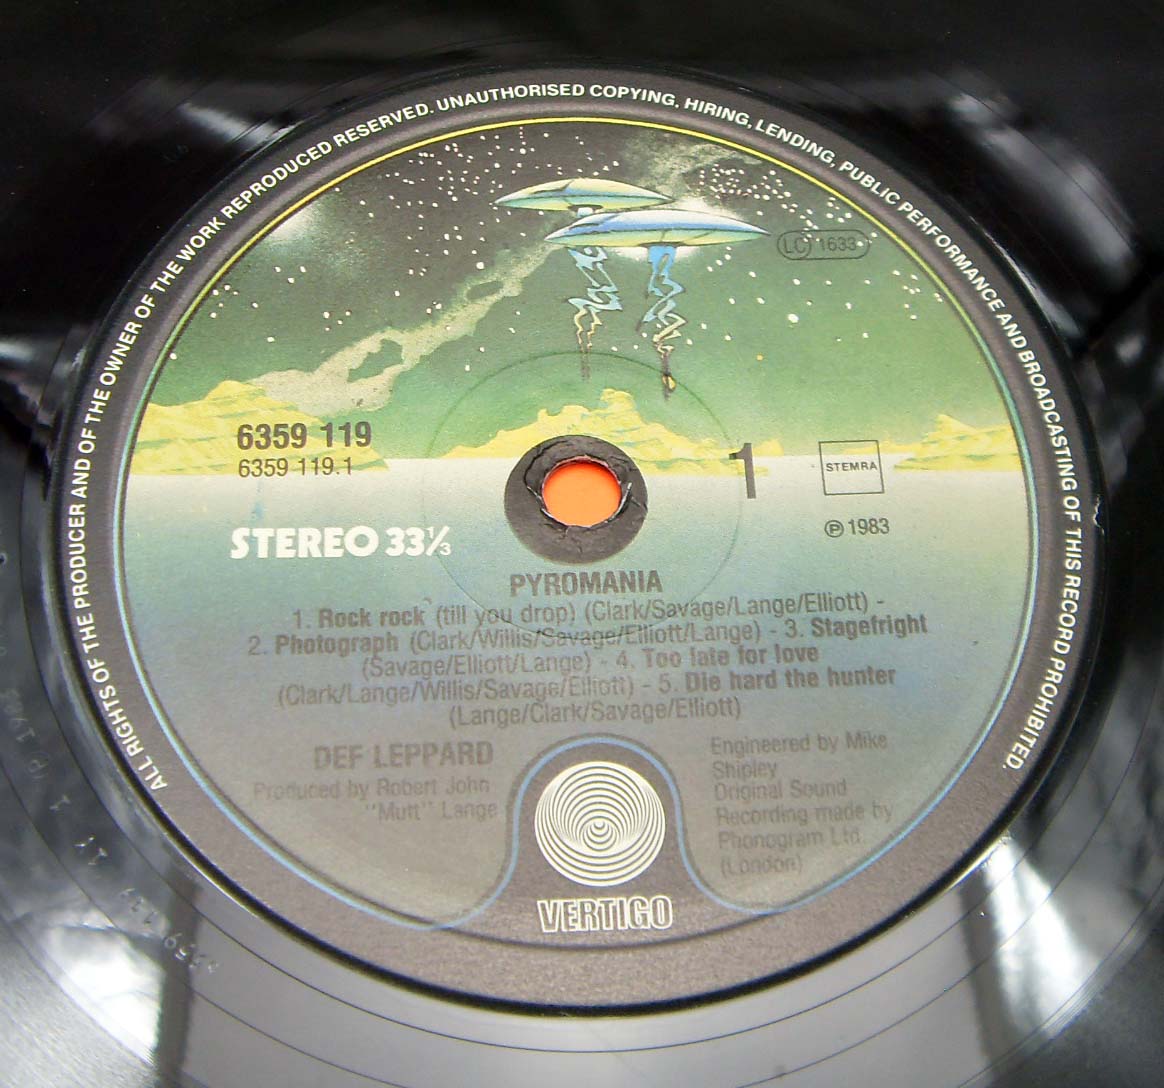 ALL RIGHTS OF THE PRODUCER AND OF THE OWNER OF THE WORK REPRODUCED RESERVED. UNAUTHORISED COPYING, HIRING, LENDING, PUBLIC PERFORMANCE AND BROADCASTING OF THIS RECORD PROHIBITED.
LC 1633
6359 119
6359 119.1
1
STEMRA
℗ 1983
STEREO 33⅓
PYROMANIA
1. Rock rock (till you drop) (Clark/Savage/Lange/Elliott) -
2. Photograph (Clark/Willis/Savage/Elliott/Lange) - 3. Stagefright
(Savage/Elliott/Lange) - 4. Too late for love
(Clark/Lange/Willis/Savage/Elliott) - 5. Die hard the hunter
(Lange/Clark/Savage/Elliott)
DEF LEPPARD
Produced by Robert John
"Mutt" Lange
Engineered by Mike
Shipley
Original Sound
Recording made by
Phonogram Ltd.
(London)
VERTIGO